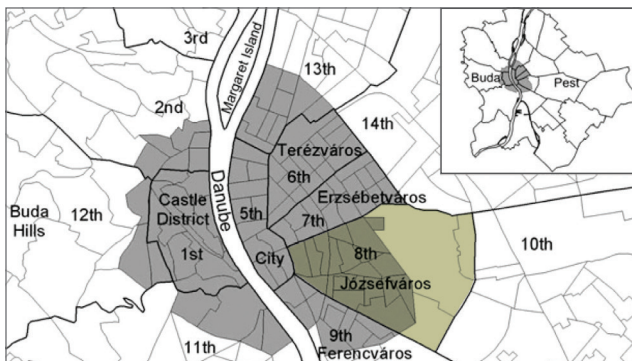 3rd
Margaret Island
13th
2nd
14th
Terézváros
6th
Erzsébetváros
7th
Danube
5th
Castle
District
1st
Buda
Hills
12th
City
8th
Józsefváros
10th
9th
Ferencváros
11th
Buda
Pest